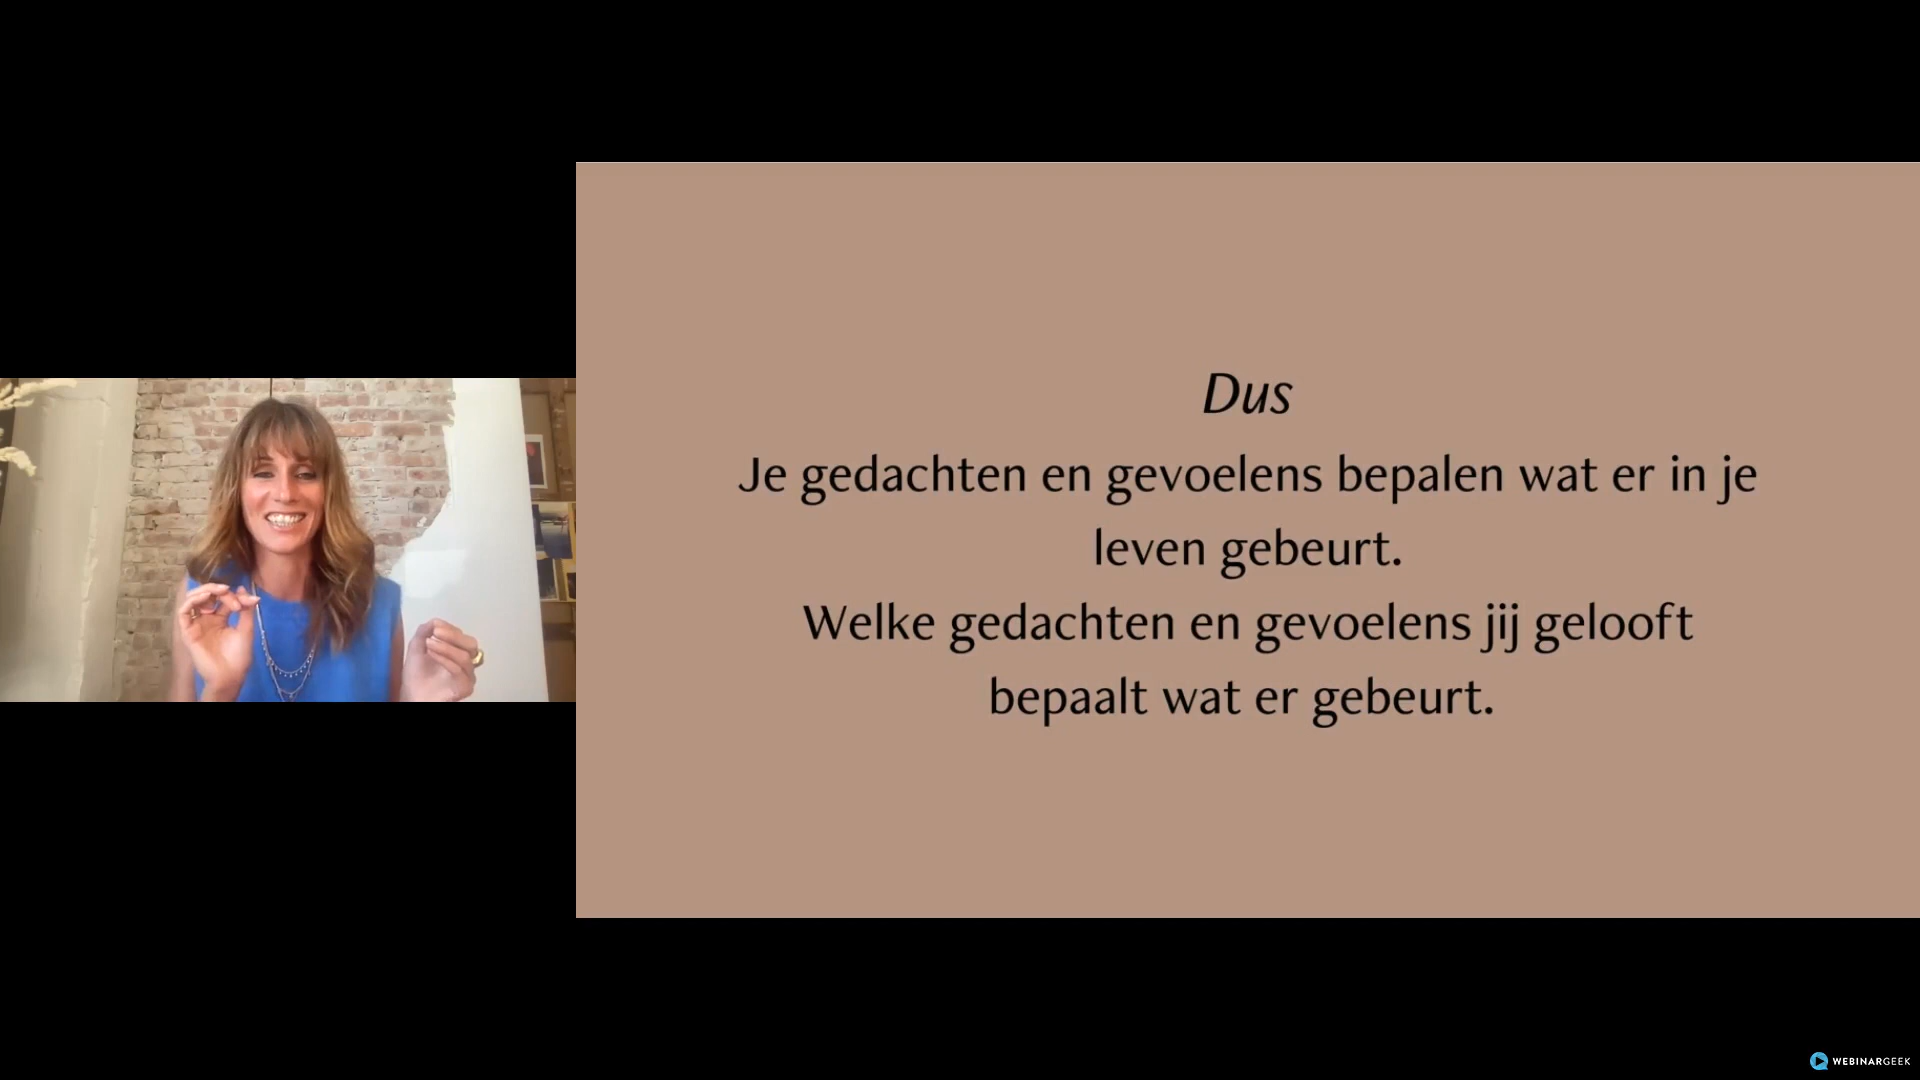 Dus
Je gedachten en gevoelens bepalen wat er in je
leven gebeurt.
Welke gedachten en gevoelens jij gelooft
bepaalt wat er gebeurt.
WEBINARGEEK